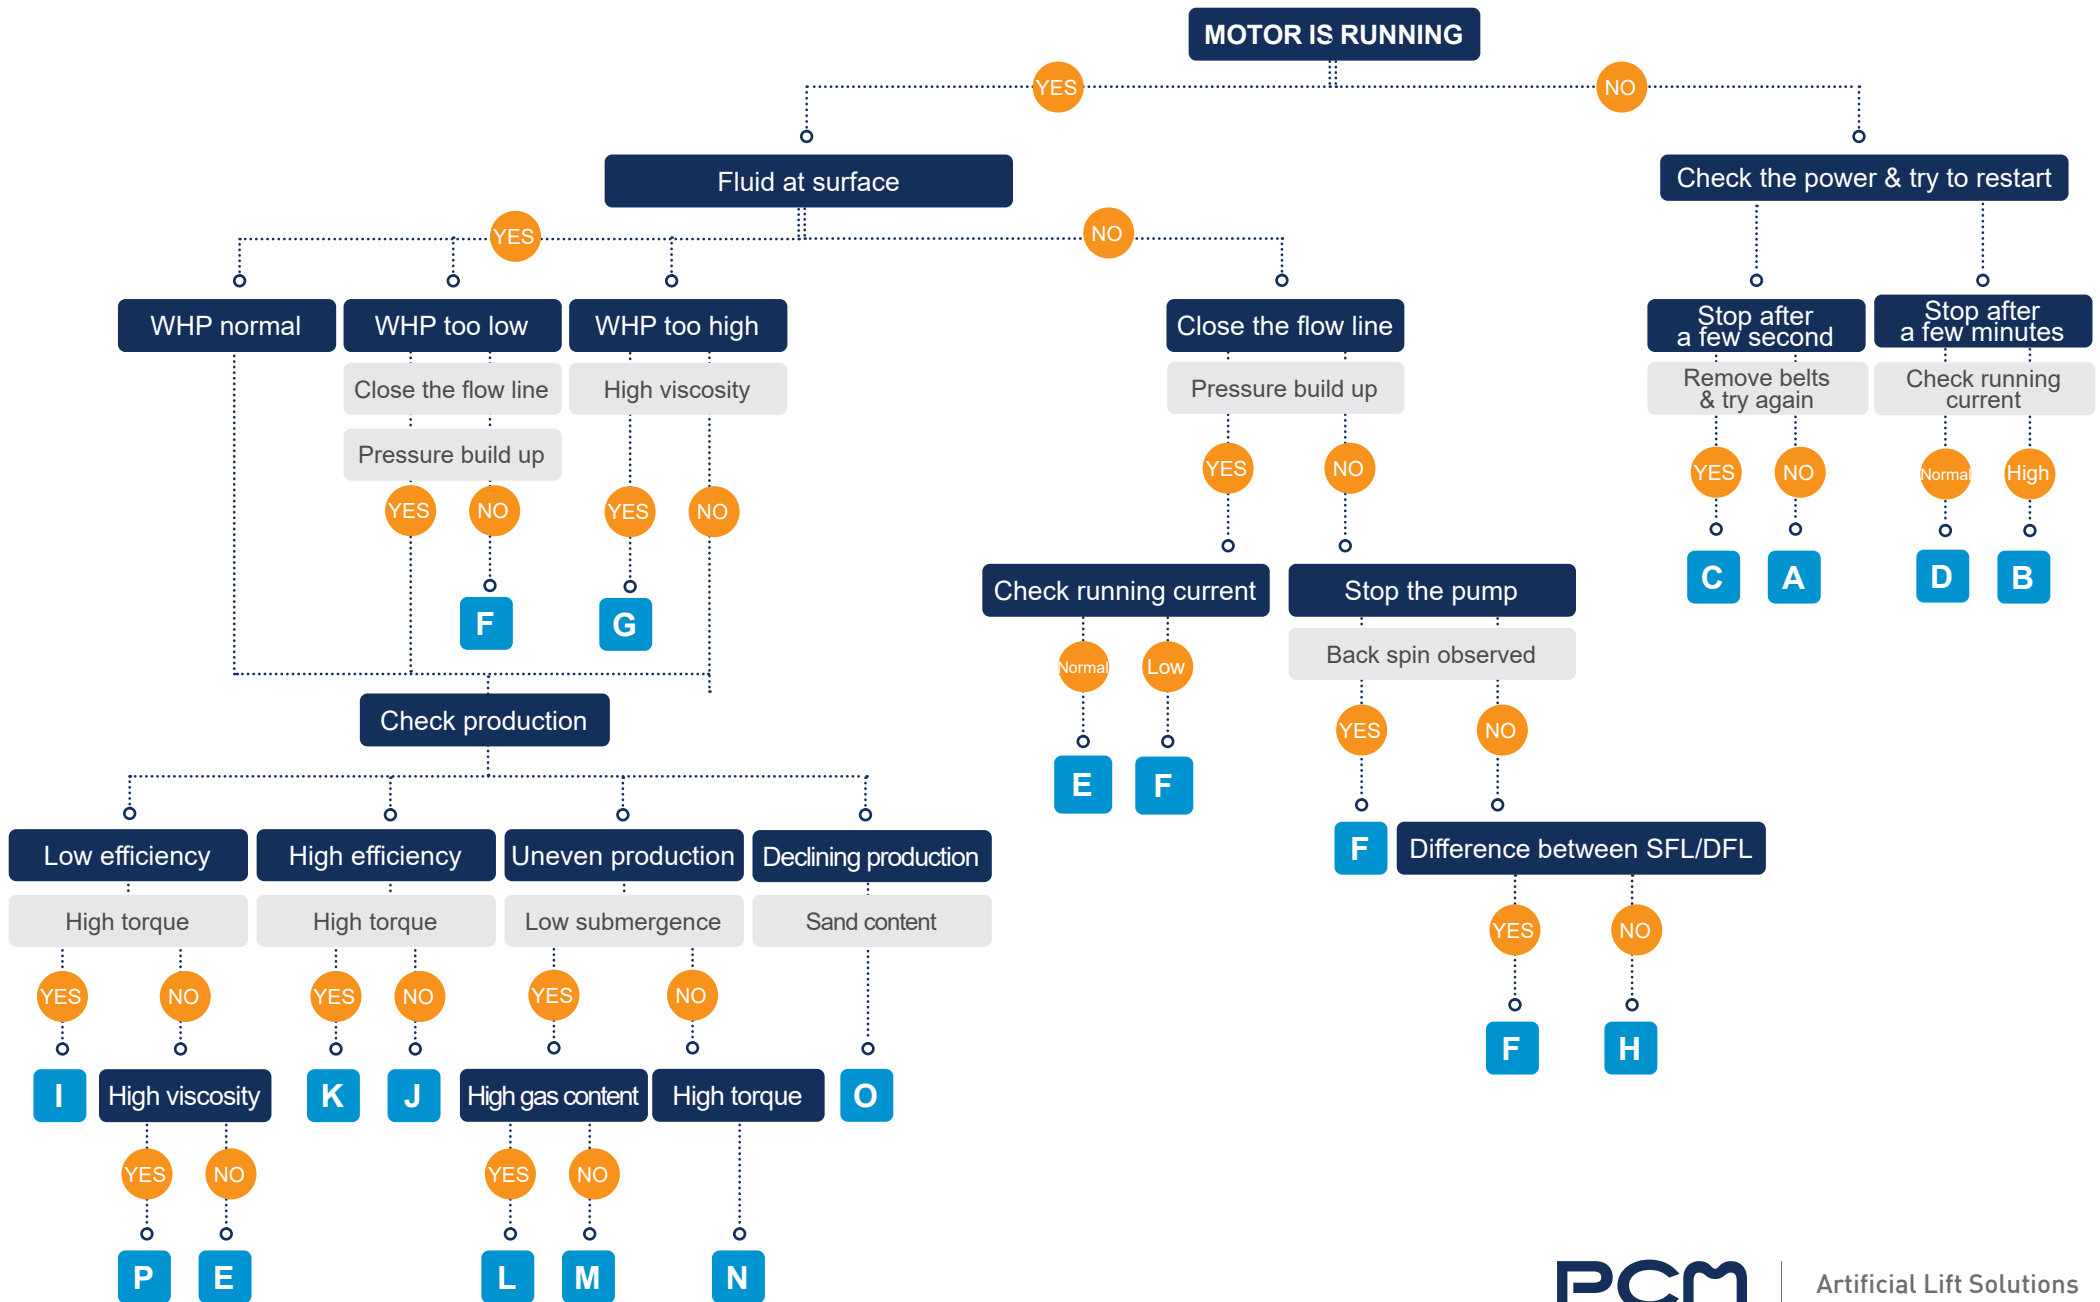 MOTOR IS RUNNING
YES
NO
Fluid at surface
Check the power & try to restart
YES
NO
WHP normal
WHP too low
WHP too high
Close the flow line
Stop after
a few second
Stop after
a few minutes
Close the flow line
High viscosity
Pressure build up
Remove belts
& try again
Check running
current
Pressure build up
YES
NO
YES
NO
YES
NO
YES
NO
Normal
High
F
G
Check running current
Stop the pump
C
A
D
B
Back spin observed
Normal
Low
Check production
YES
NO
E
F
F
Difference between SFL/DFL
Low efficiency
High efficiency
Uneven production
Declining production
High torque
High torque
Low submergence
Sand content
YES
NO
YES
NO
YES
NO
YES
NO
YES
NO
F
H
I
High viscosity
K
J
High gas content
High torque
O
YES
NO
YES
NO
P
E
L
M
N
PCM
Artificial Lift Solutions